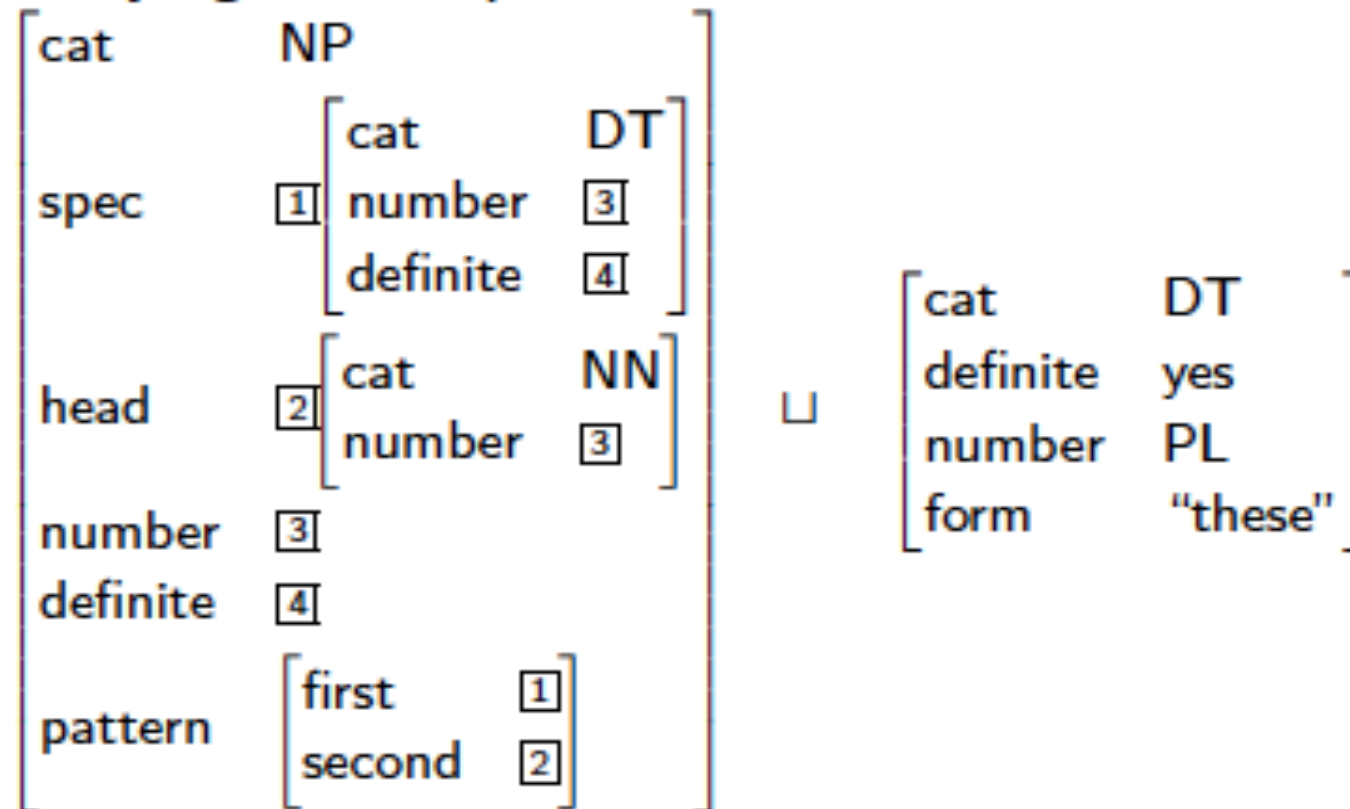 cat NP
cat DT
spec 1 number 3
definite 4
cat NN
head 2
number 3
number 3
definite 4
first 1
pattern
second 2
⊔
cat DT
definite yes
number PL
form “these”